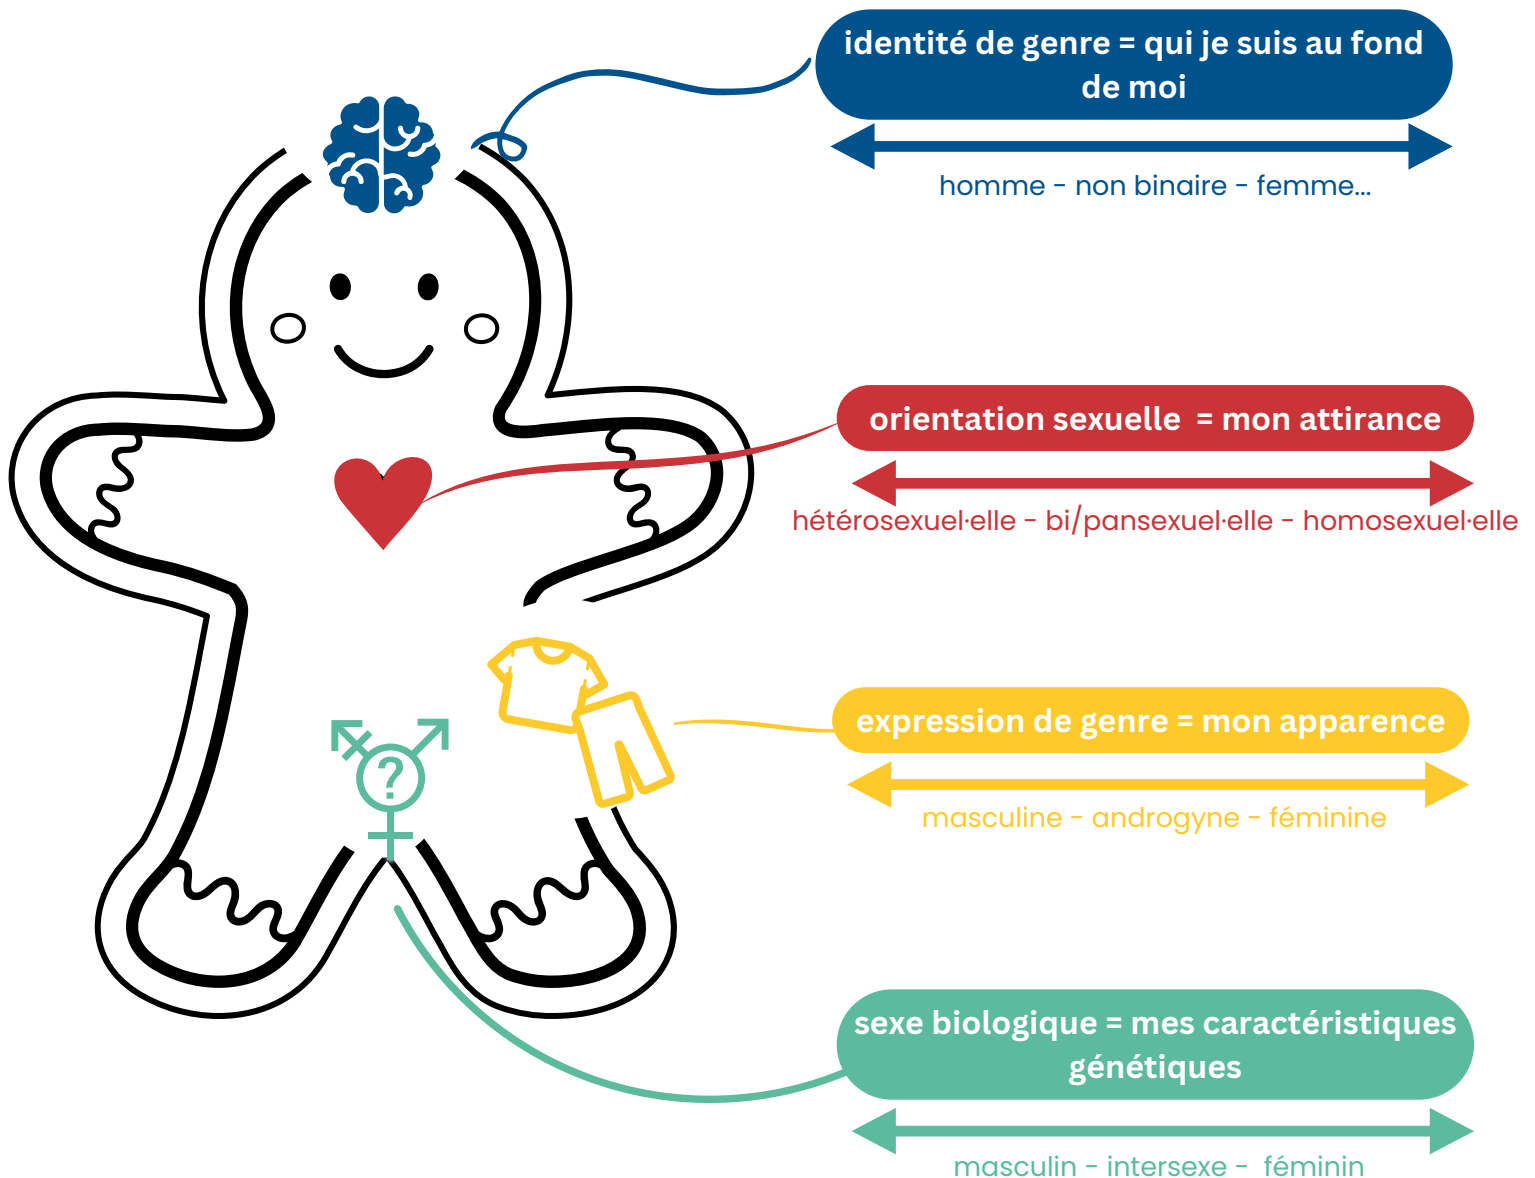 identité de genre = qui je suis au fond
de moi
homme - non binaire - femme...
orientation sexuelle = mon attirance
hétérosexuel·elle - bi/pansexuel·elle - homosexuel·elle
expression de genre = mon apparence
masculine - androgyne - féminine
?
sexe biologique = mes caractéristiques
génétiques
masculin - intersexe - féminin